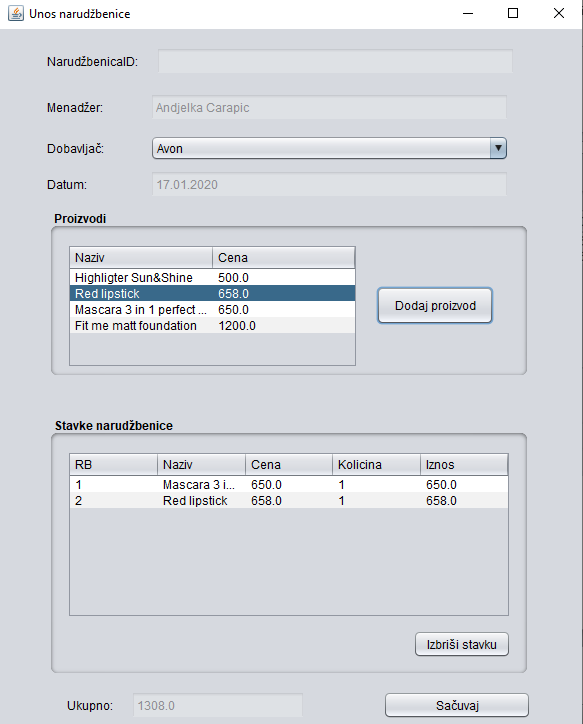 Unos narudžbenice
NarudžbenicaID:
Menadžer: Andjelka Carapic
Dobavljač: Avon
Datum: 17.01.2020
Proizvodi
Naziv Cena
Highligter Sun&Shine 500.0
Red lipstick 658.0
Mascara 3 in 1 perfect ... 650.0
Fit me matt foundation 1200.0
Dodaj proizvod
Stavke narudžbenice
RB Naziv Cena Kolicina Iznos
1 Mascara 3 i... 650.0 1 650.0
2 Red lipstick 658.0 1 658.0
Izbriši stavku
Ukupno: 1308.0
Sačuvaj